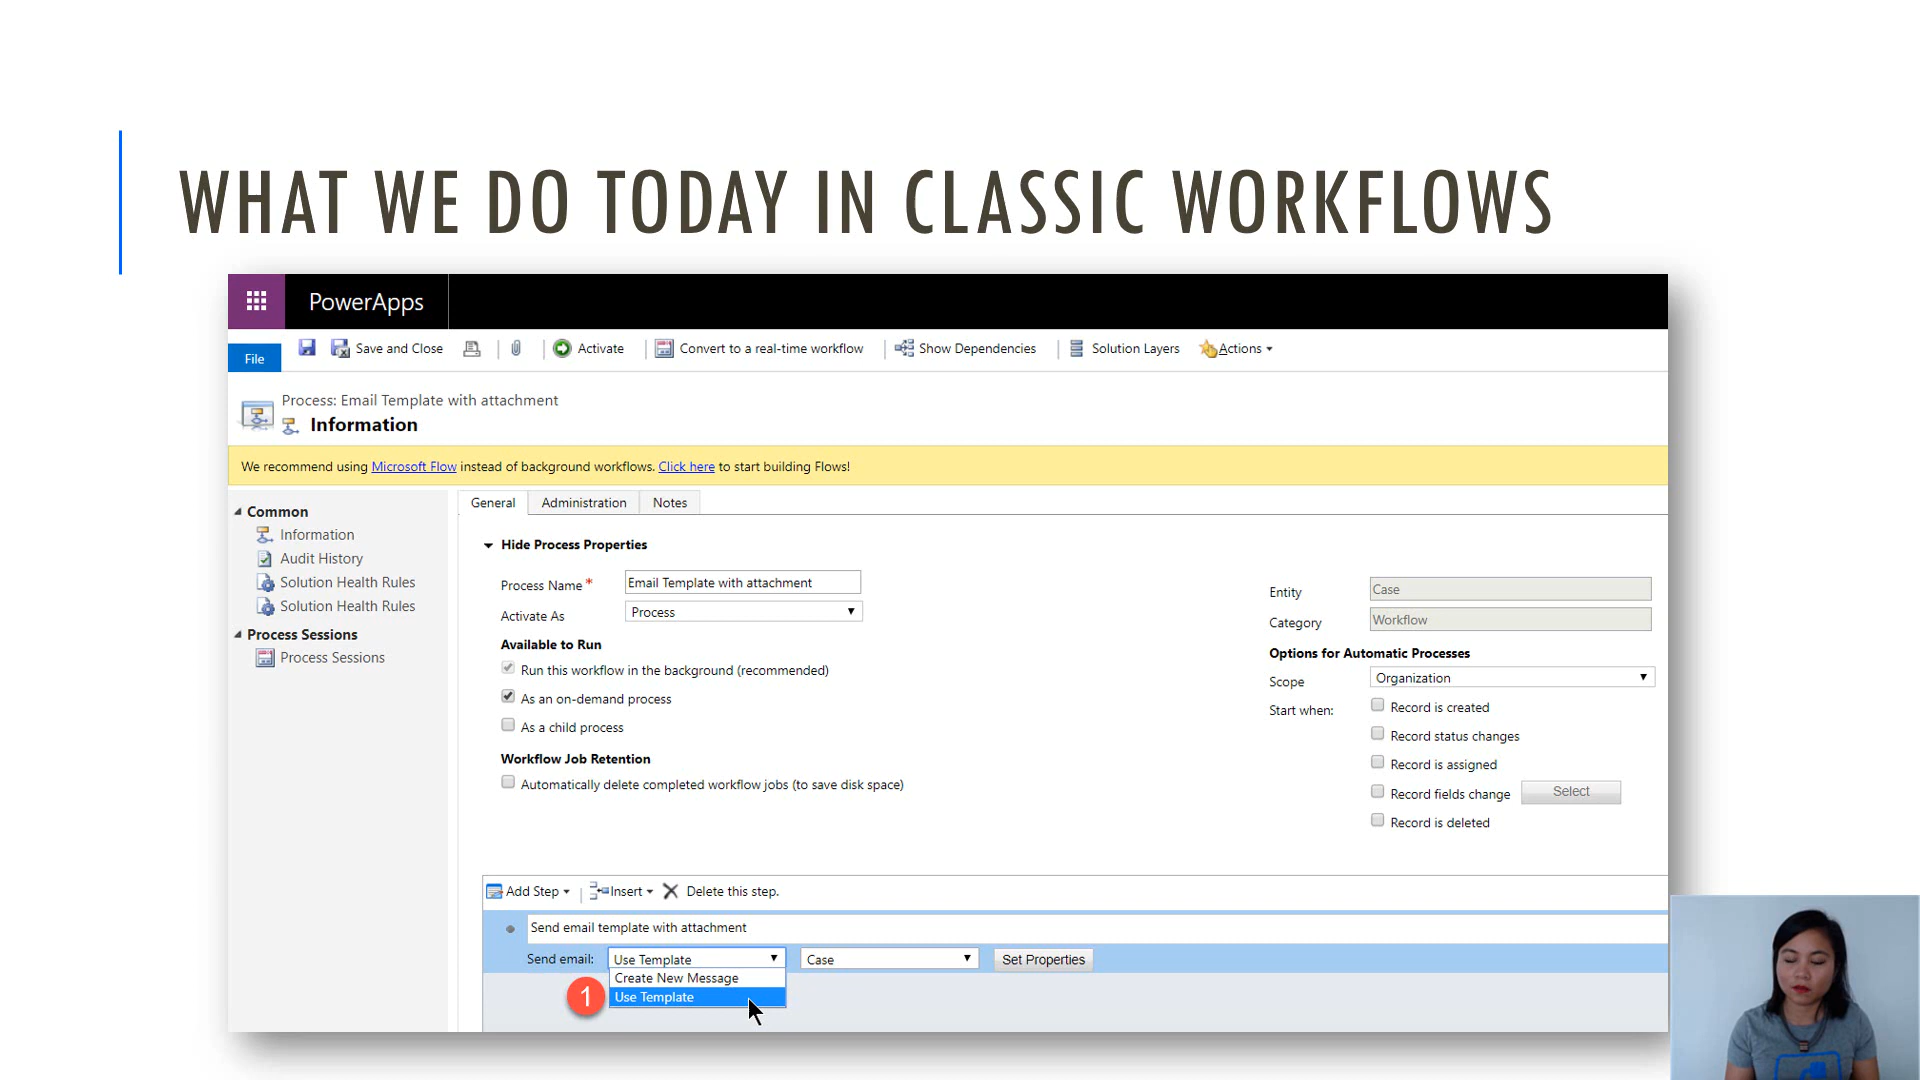 WHAT WE DO TODAY IN CLASSIC WORKFLOWS
PowerApps
File
Save and Close
Activate
Convert to a real-time workflow
Show Dependencies
Solution Layers
Actions
Process: Email Template with attachment
Information
We recommend using Microsoft Flow instead of background workflows. Click here to start building Flows!
Common
Information
Audit History
Solution Health Rules
Solution Health Rules
Process Sessions
Process Sessions
General
Administration
Notes
Hide Process Properties
Process Name *
Email Template with attachment
Activate As
Process
Available to Run
Run this workflow in the background (recommended)
As an on-demand process
As a child process
Workflow Job Retention
Automatically delete completed workflow jobs (to save disk space)
Entity
Case
Category
Workflow
Options for Automatic Processes
Scope
Organization
Start when:
Record is created
Record status changes
Record is assigned
Record fields change
Select
Record is deleted
Add Step
Insert
Delete this step.
Send email template with attachment
Send email:
Use Template
Case
Set Properties
Create New Message
1
Use Template